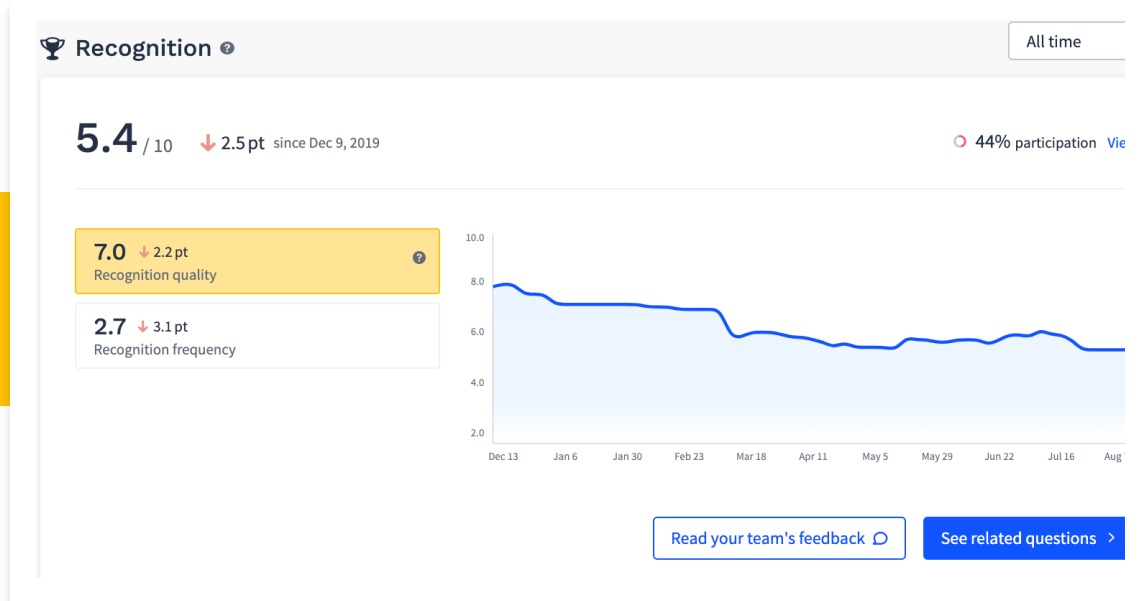 Recognition ?
All time
5.4 / 10 2.5 pt since Dec 9, 2019
44% participation Vie
7.0 2.2 pt
Recognition quality ?
2.7 3.1 pt
Recognition frequency
10.0
8.0
6.0
4.0
2.0
Dec 13 Jan 6 Jan 30 Feb 23 Mar 18 Apr 11 May 5 May 29 Jun 22 Jul 16 Aug
Read your team's feedback
See related questions